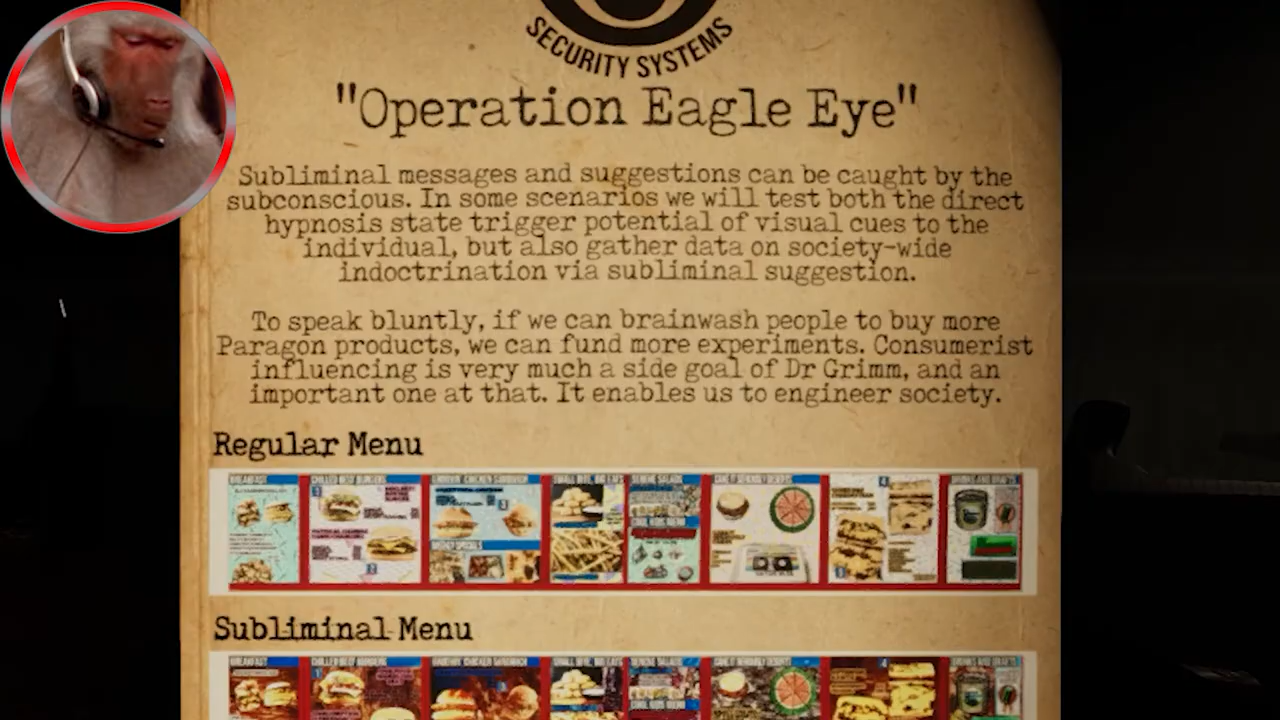 SECURITY SYSTEMS
"Operation Eagle Eye"
Subliminal messages and suggestions can be caught by the
subconscious. In some scenarios we will test both the direct
hypnosis state trigger potential of visual cues to the
individual, but also gather data on society-wide
indoctrination via subliminal suggestion.
To speak bluntly, if we can brainwash people to buy more
Paragon products, we can fund more experiments. Consumerist
influencing is very much a side goal of Dr Grimm, and an
important one at that. It enables us to engineer society.
Regular Menu
BREAKFAST
Subliminal Menu
BREAKFAST